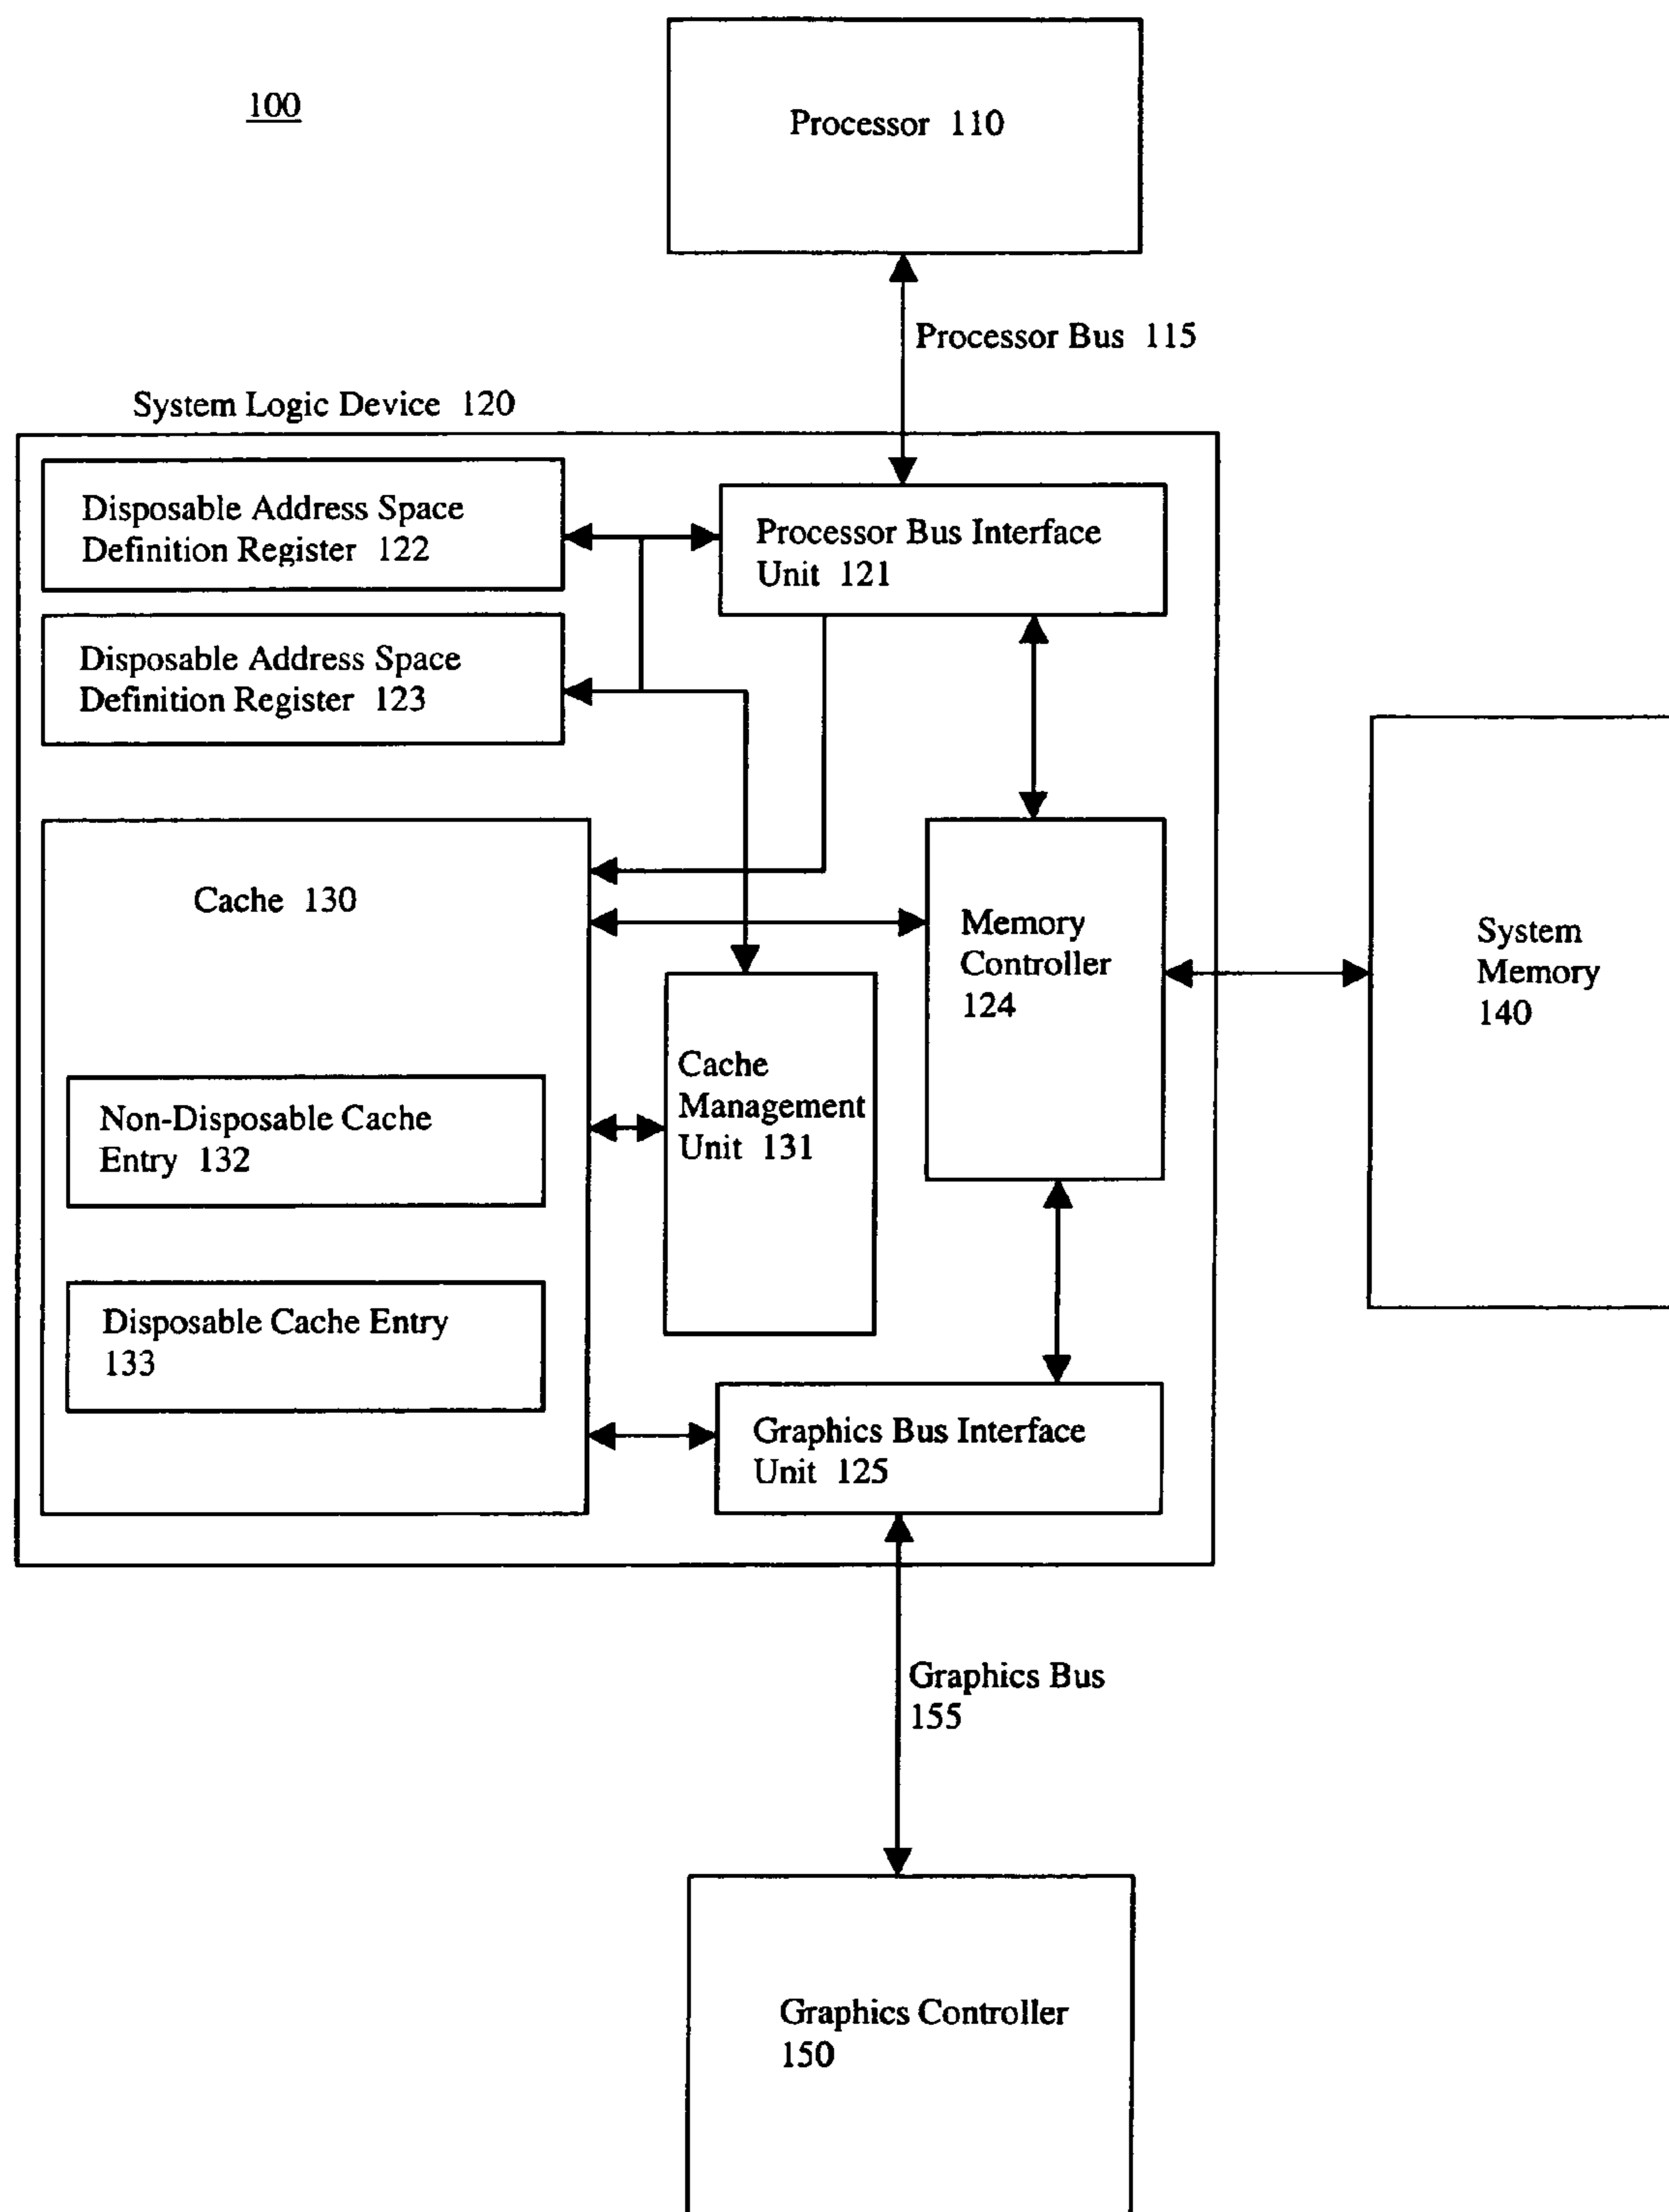 100
Processor 110
Processor Bus 115
System Logic Device 120
Disposable Address Space
Definition Register 122
Processor Bus Interface
Unit 121
Disposable Address Space
Definition Register 123
Cache 130
Memory
Controller
124
System
Memory
140
Cache
Management
Unit 131
Non-Disposable Cache
Entry 132
Disposable Cache Entry
133
Graphics Bus Interface
Unit 125
Graphics Bus
155
Graphics Controller
150